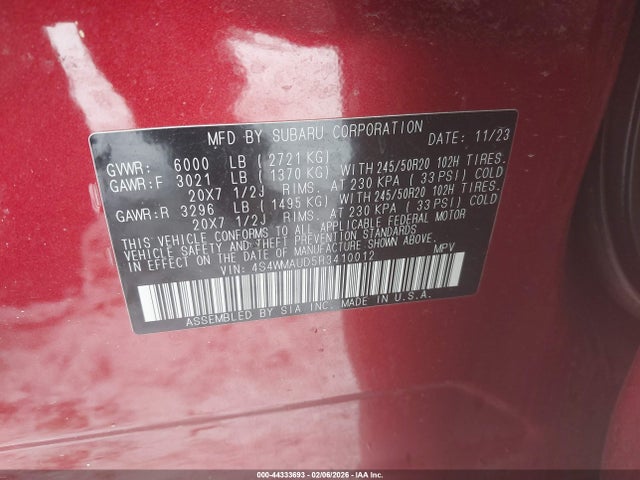 MFD BY SUBARU CORPORATION DATE: 11/23
GVWR: 6000 LB ( 2721 KG)
GAWR:F 3021 LB ( 1370 KG) WITH 245/50R20 102H TIRES.
20X7 1/2J RIMS. AT 230 KPA ( 33 PSI) COLD
GAWR:R 3296 LB ( 1495 KG) WITH 245/50R20 102H TIRES.
20X7 1/2J RIMS. AT 230 KPA ( 33 PSI) COLD
THIS VEHICLE CONFORMS TO ALL APPLICABLE FEDERAL MOTOR
VEHICLE SAFETY AND THEFT PREVENTION STANDARDS IN EFFECT
ON THE DATE OF MANUFACTURE SHOWN ABOVE.
VIN: 4S4WMAUD5R3410012 MPV
ASSEMBLED BY SIA INC. MADE IN U.S.A.
000-44333693 - 02/06/2026 - IAA Inc.